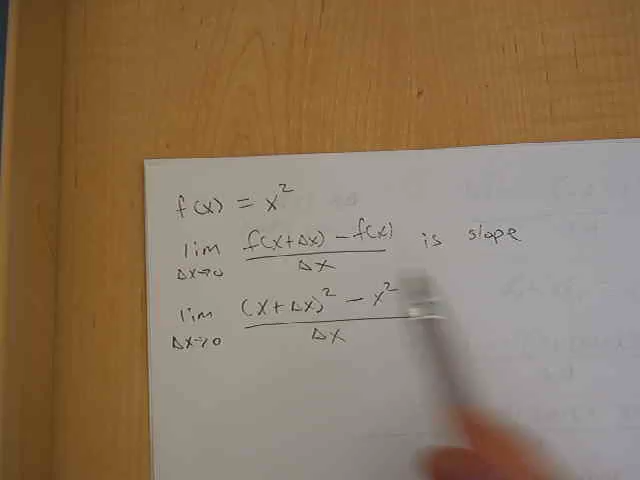 f(x) = x²
lim Δx→0 f(x+Δx) - f(x) / Δx is slope
lim Δx→0 (x+Δx)² - x² / Δx